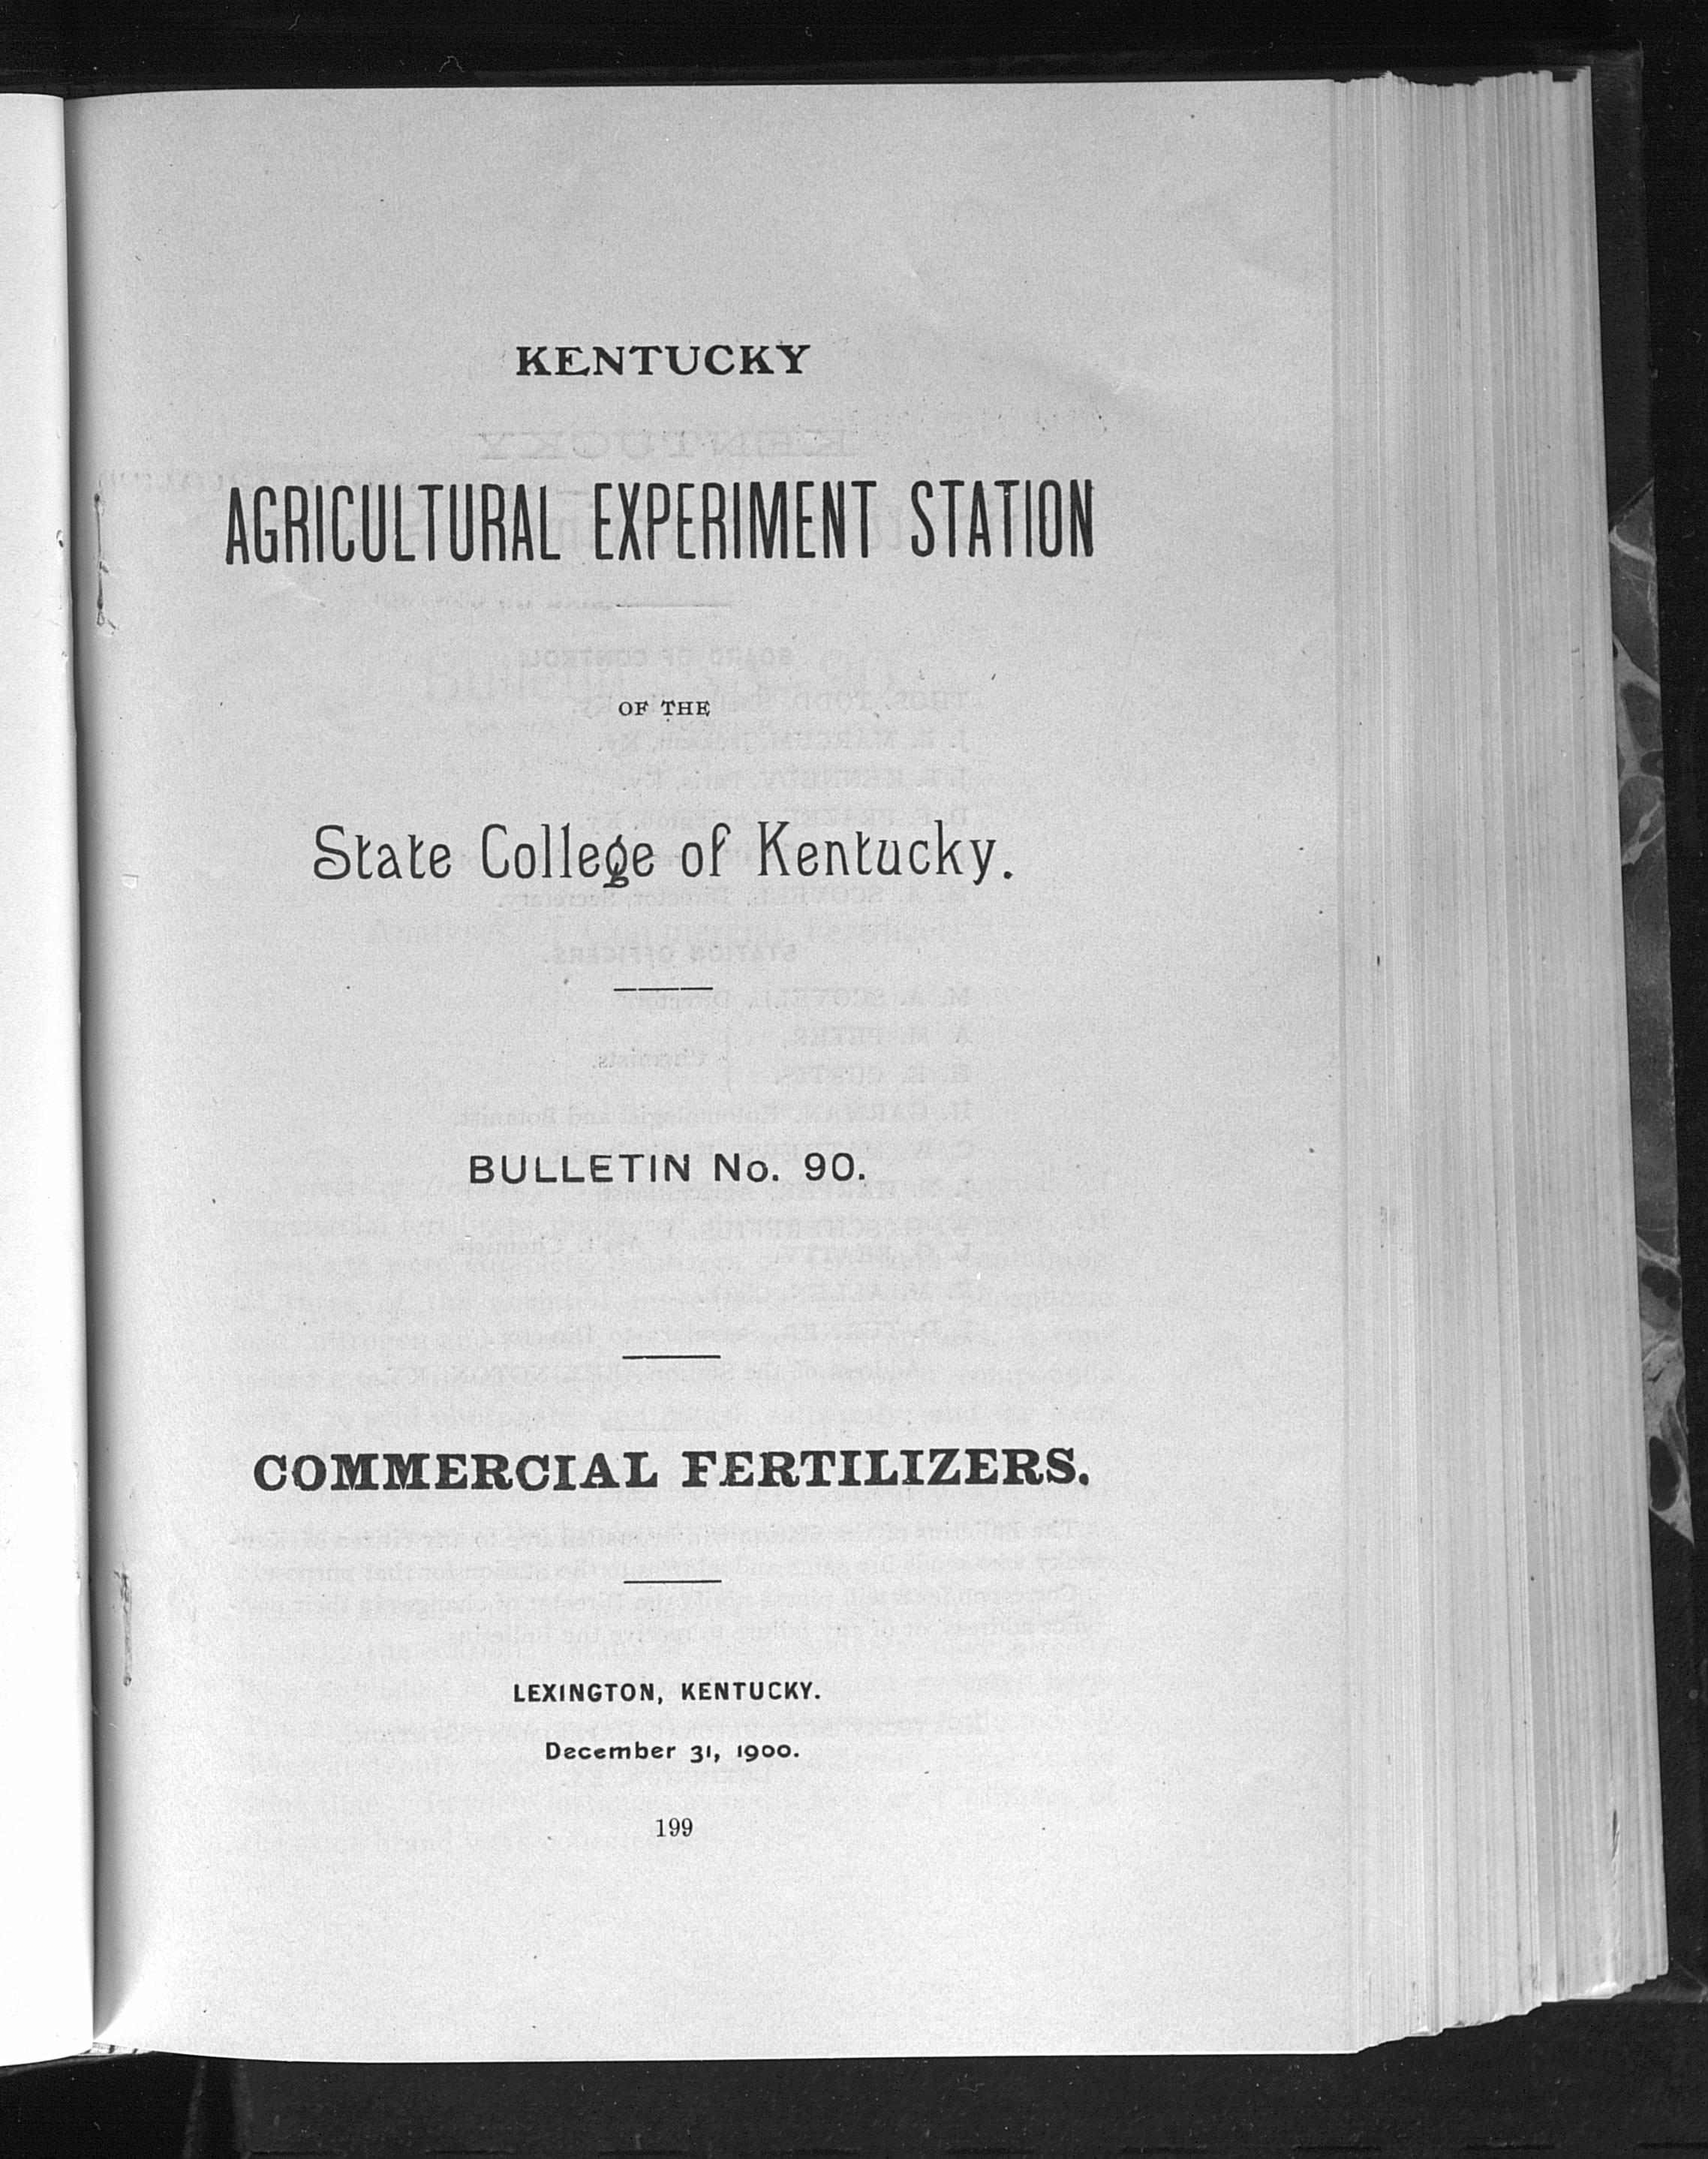 KENTUCKY
AGRICULTURAL EXPERIMENT STATION
OF THE
State College of Kentucky.
BULLETIN No. 90.
COMMERCIAL FERTILIZERS.
LEXINGTON, KENTUCKY.
December 31, 1900.
199